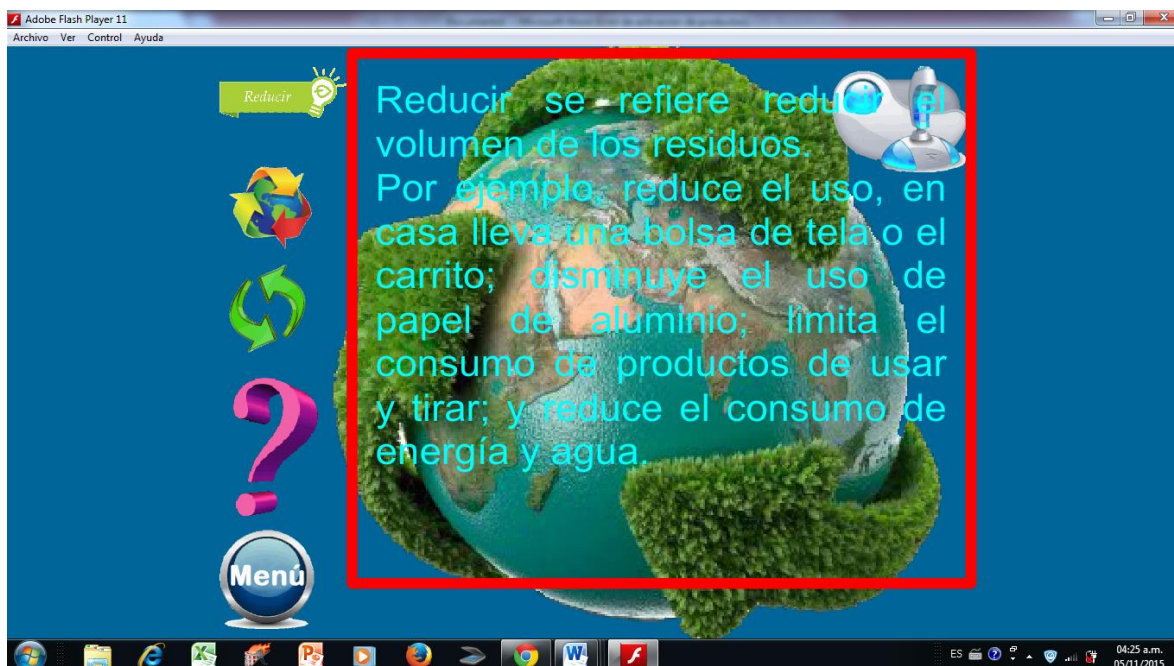 Adobe Flash Player 11
Archivo Ver Control Ayuda
Reducir
Reducir se refiere reducir el
volumen de los residuos.
Por ejemplo, reduce el uso, en
casa lleva una bolsa de tela o el
carrito; disminuye el uso de
papel de aluminio; limita el
consumo de productos de usar
y tirar; y reduce el consumo de
energía y agua.
Menú
ES
04:25 a.m.